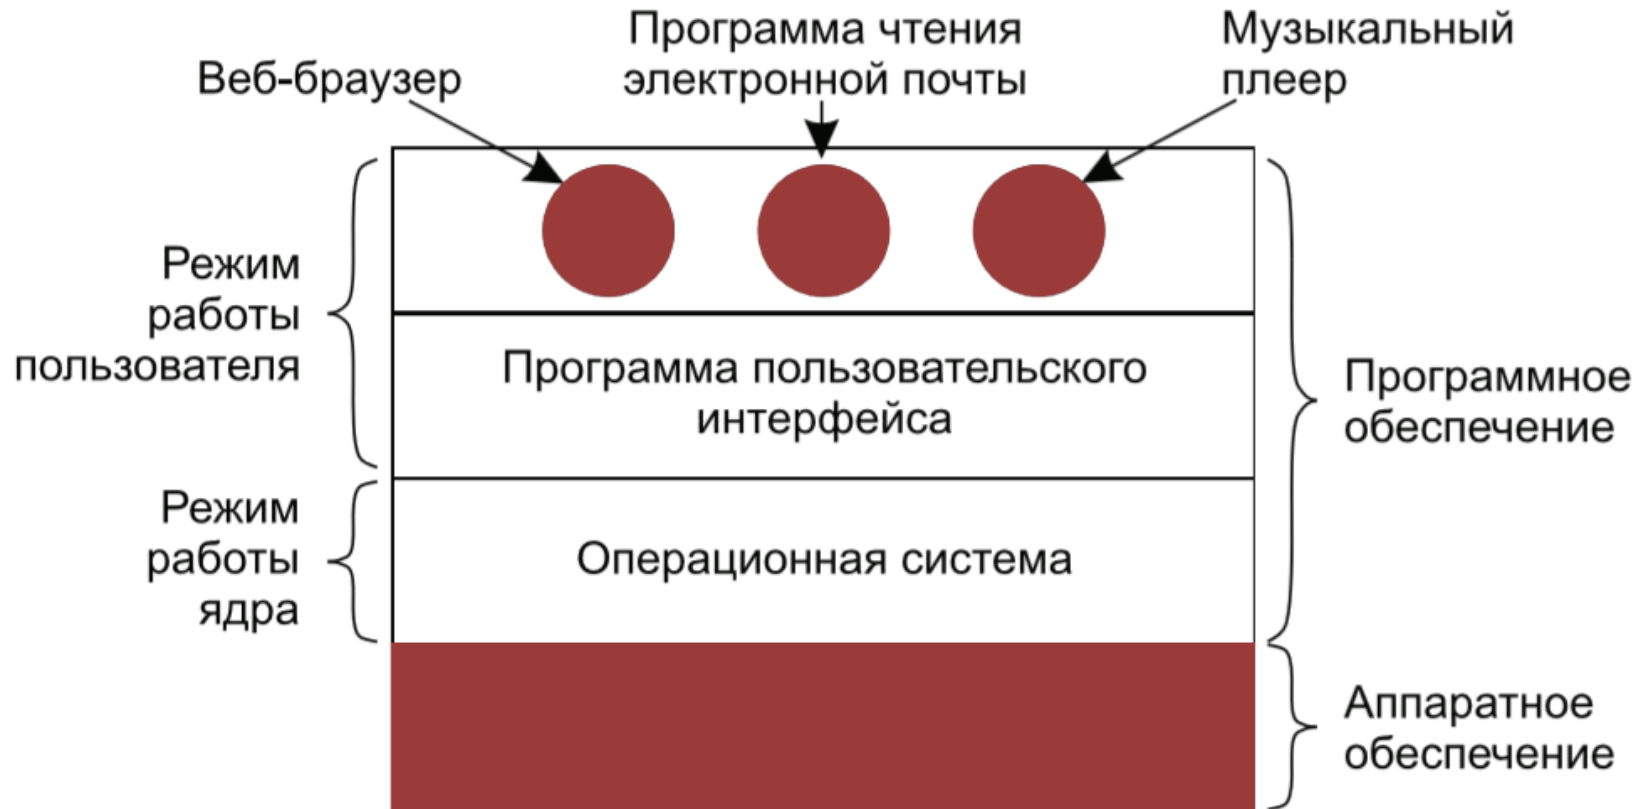 Веб-браузер
Программа чтения
электронной почты
Музыкальный
плеер
Режим
работы
пользователя
Программа пользовательского
интерфейса
Программное
обеспечение
Режим
работы
ядра
Операционная система
Аппаратное
обеспечение